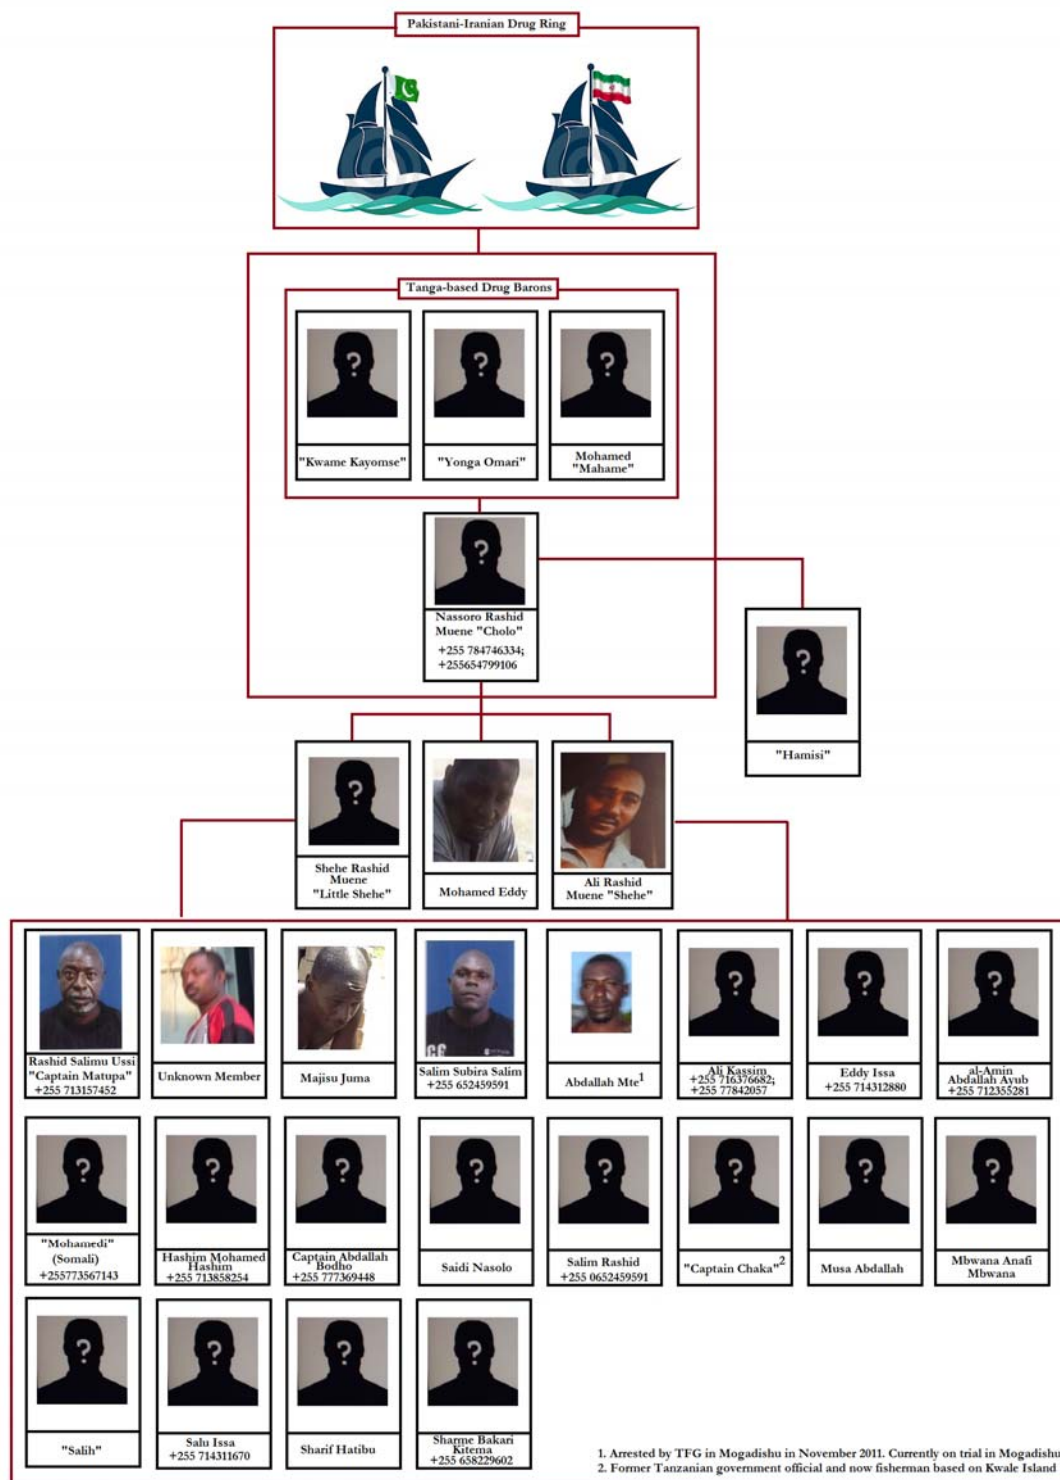 Pakistani-Iranian Drug Ring
Tanga-based Drug Barons
"Kwame Kayomse"
"Yonga Omari"
Mohamed
"Mahame"
Nassoro Rashid
Muene "Cholo"
+255 784746334;
+255654799106
"Hamisi"
Shehe Rashid
Muene
"Little Shehe"
Mohamed Eddy
Ali Rashid
Muene "Shehe"
Rashid Salimu Ussi
"Captain Matupa"
+255 713157452
Unknown Member
Majisu Juma
Salim Subira Salim
+255 652459591
Abdallah Mte1
Ali Kassim
+255 716376682;
+255 77842057
Eddy Issa
+255 714312880
al-Amin
Abdallah Ayub
+255 712355281
"Mohamedi"
(Somali)
+255773567143
Hashim Mohamed
Hashim
+255 713858254
Captain Abdallah
Bodho
+255 777369448
Saidi Nasolo
Salim Rashid
+255 0652459591
"Captain Chaka"2
Musa Abdallah
Mbwana Anafi
Mbwana
"Salih"
Salu Issa
+255 714311670
Sharif Hatibu
Sharme Bakari
Kitema
+255 658229602
1. Arrested by TFG in Mogadishu in November 2011. Currently on trial in Mogadishu
2. Former Tanzanian government official and now fisherman based on Kwale Island